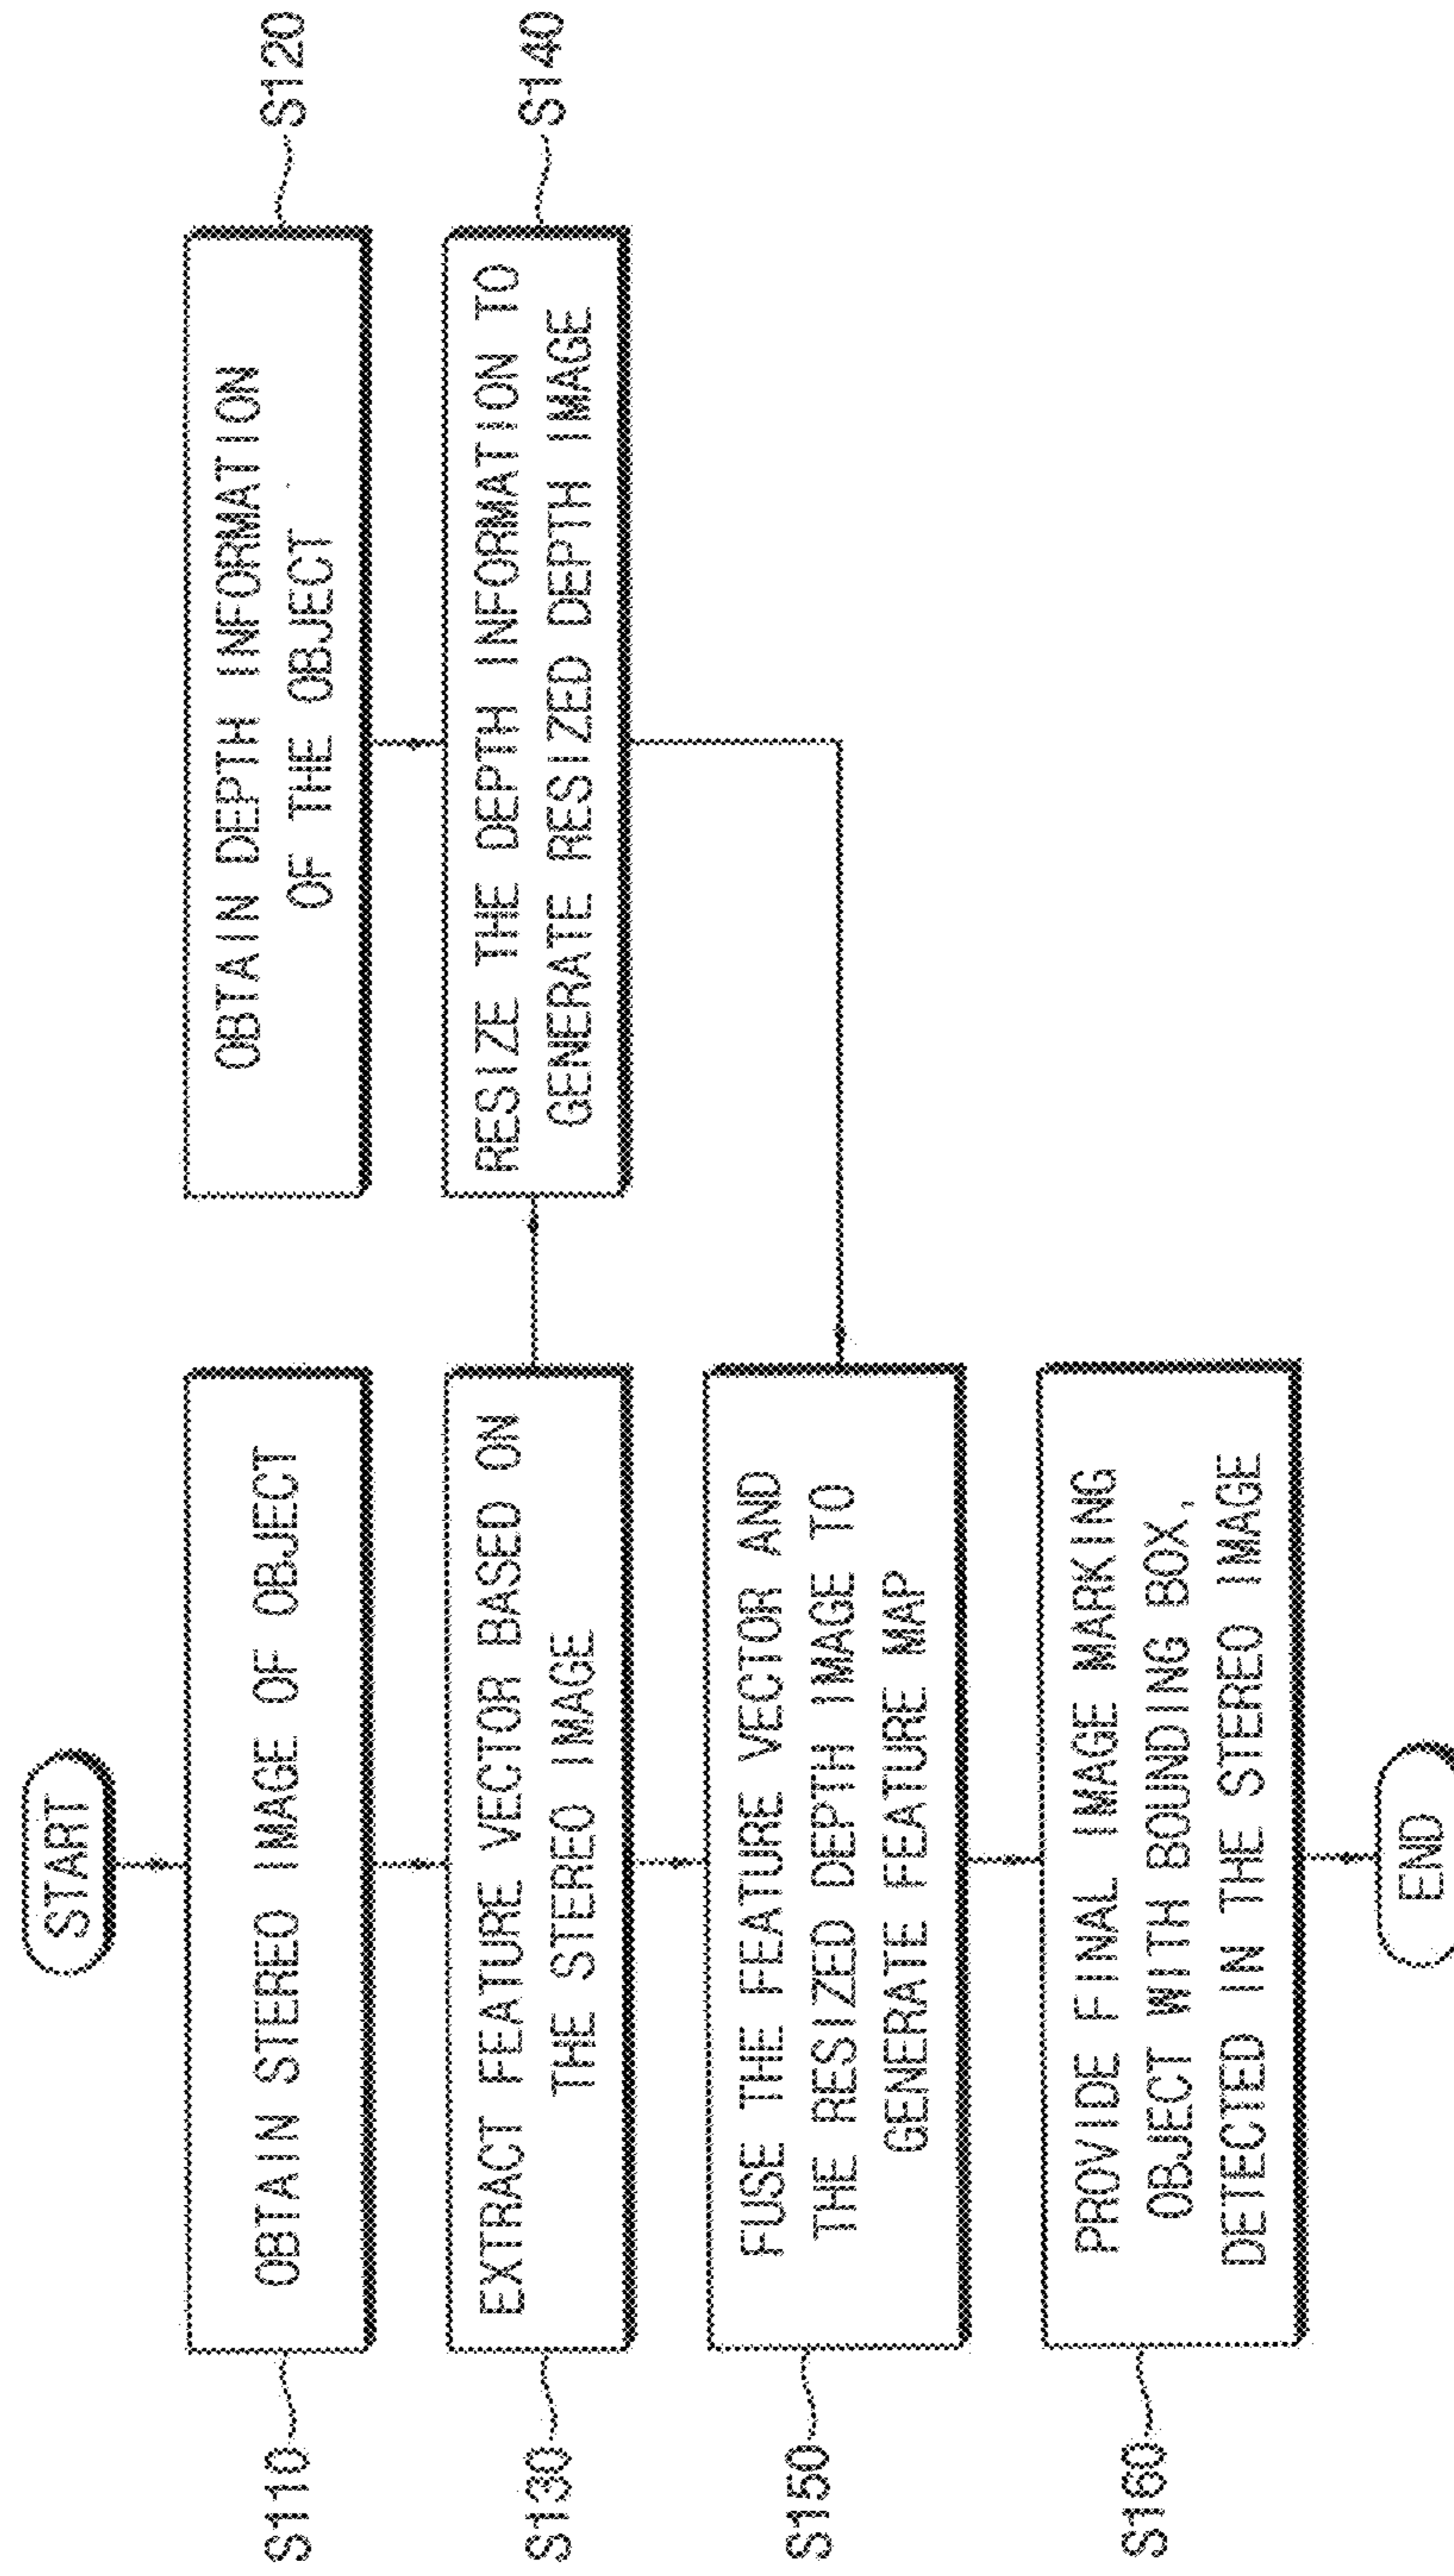 START
S110
OBTAIN STEREO IMAGE OF OBJECT
OBTAIN DEPTH INFORMATION
OF THE OBJECT
S120
S130
EXTRACT FEATURE VECTOR BASED ON
THE STEREO IMAGE
RESIZE THE DEPTH INFORMATION TO
GENERATE RESIZED DEPTH IMAGE
S140
S150
FUSE THE FEATURE VECTOR AND
THE RESIZED DEPTH IMAGE TO
GENERATE FEATURE MAP
S160
PROVIDE FINAL IMAGE MARKING
OBJECT WITH BOUNDING BOX,
DETECTED IN THE STEREO IMAGE
END